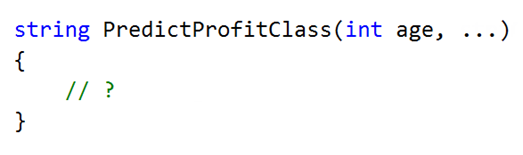 string PredictProfitClass(int age, ...)
{
// ?
}